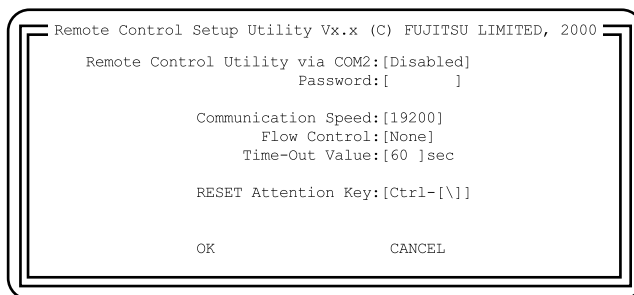 Remote Control Setup Utility Vx.x (C) FUJITSU LIMITED, 2000
Remote Control Utility via COM2:[Disabled]
Password:[        ]
Communication Speed:[19200]
Flow Control:[None]
Time-Out Value:[60 ]sec
RESET Attention Key:[Ctrl-[\]]
OK CANCEL